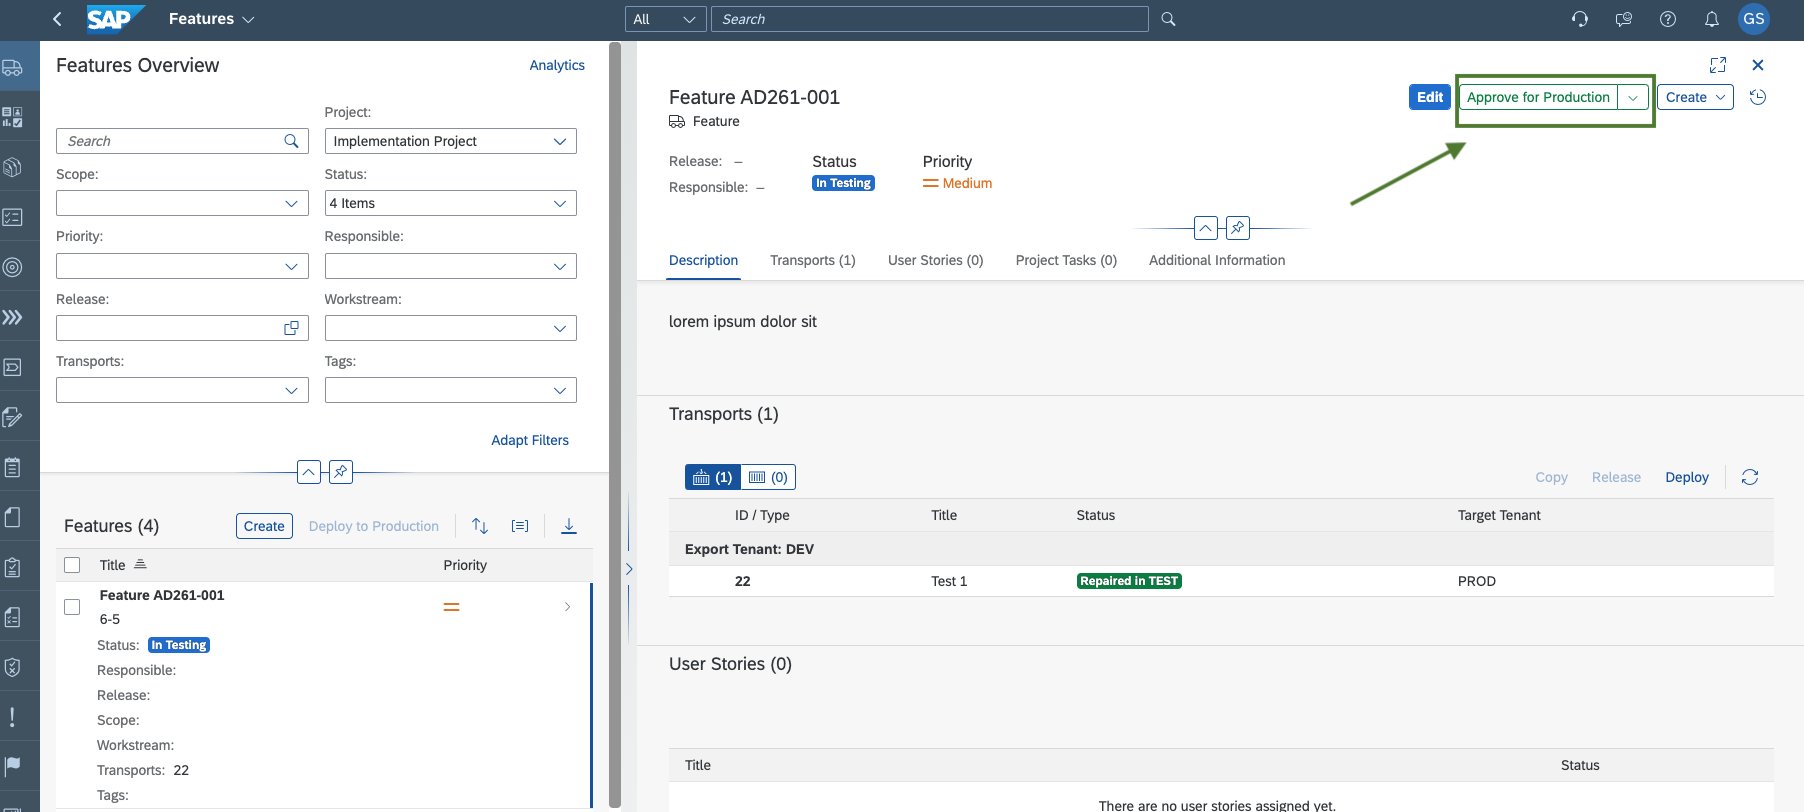 SAP Features All Search GS
Features Overview Analytics
Project:
Search Implementation Project
Scope: Status:
4 Items
Priority: Responsible:
Release: Workstream:
Transports: Tags:
Adapt Filters
Features (4) Create Deploy to Production
Title Priority
Feature AD261-001
6-5
Status: In Testing
Responsible:
Release:
Scope:
Workstream:
Transports: 22
Tags:
Feature AD261-001 Edit Approve for Production Create
Feature
Release: – Status Priority
Responsible: – In Testing Medium
Description Transports (1) User Stories (0) Project Tasks (0) Additional Information
lorem ipsum dolor sit
Transports (1)
(1) (0) Copy Release Deploy
ID / Type Title Status Target Tenant
Export Tenant: DEV
22 Test 1 Repaired in TEST PROD
User Stories (0)
Title Status
There are no user stories assigned yet.